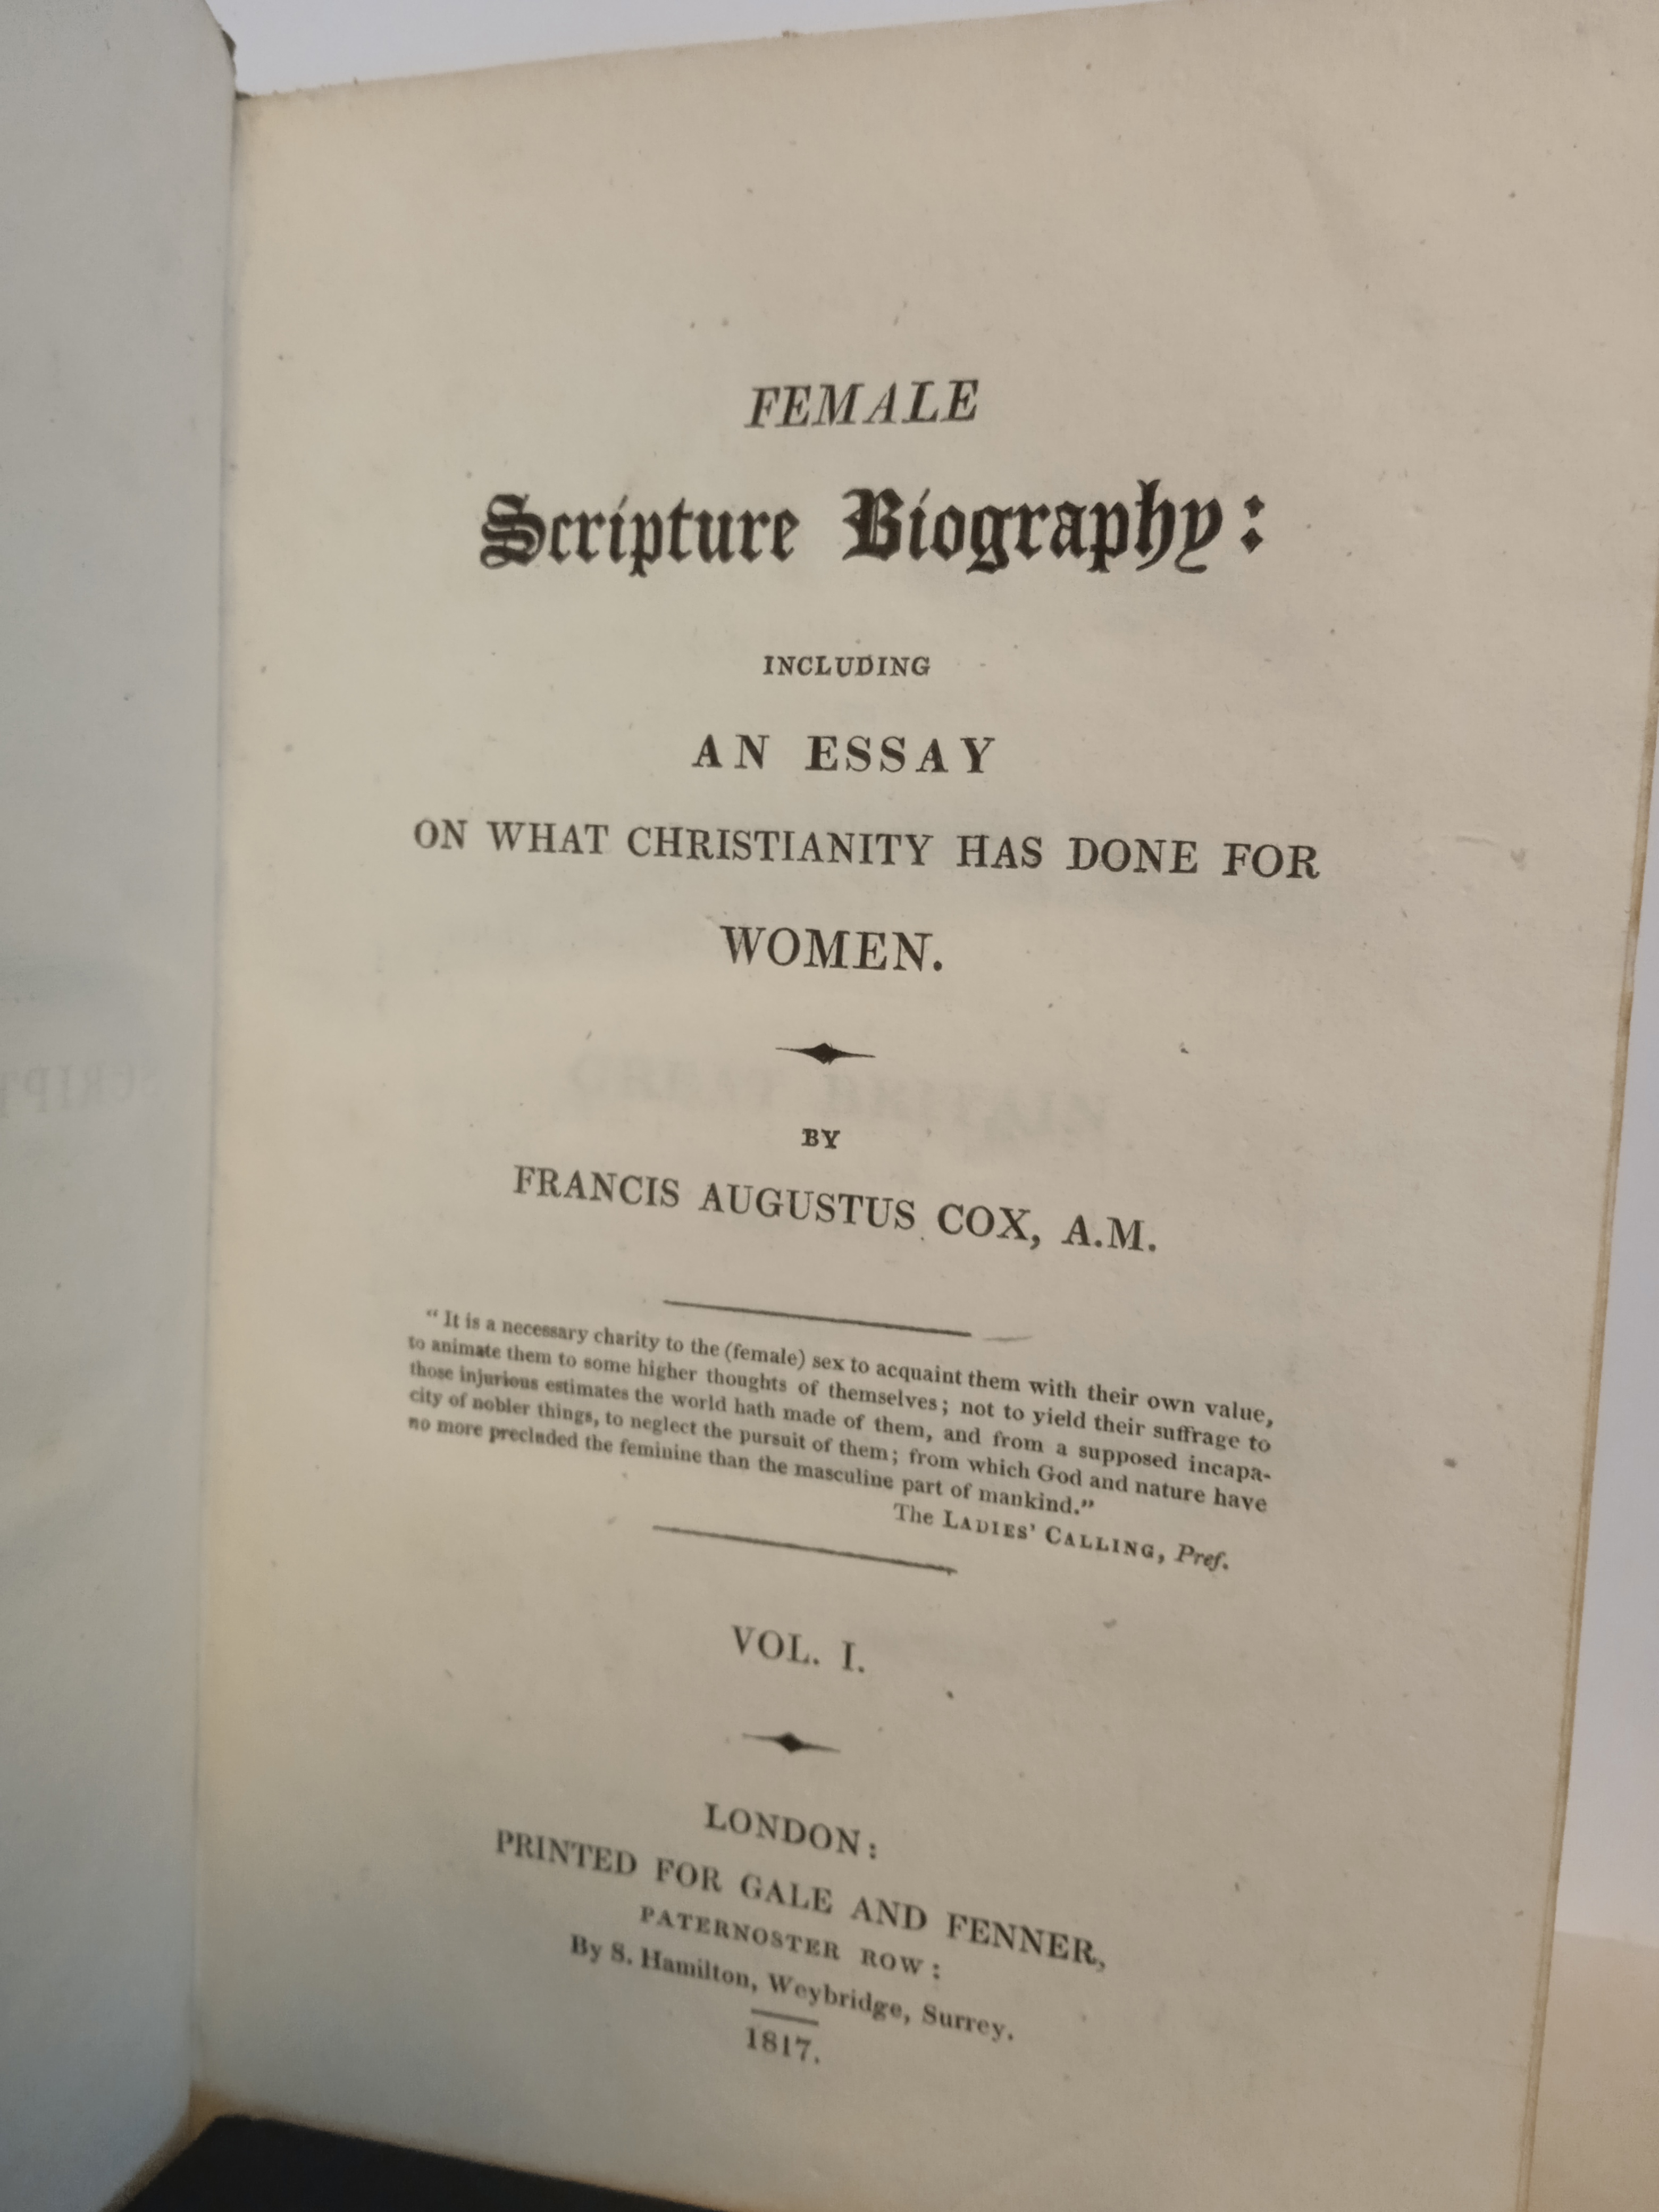 FEMALE
Scripture Biography:
INCLUDING
AN ESSAY
ON WHAT CHRISTIANITY HAS DONE FOR
WOMEN.
BY
FRANCIS AUGUSTUS COX, A.M.
“It is a necessary charity to the (female) sex to acquaint them with their own value,
to animate them to some higher thoughts of themselves; not to yield their suffrage to
those injurious estimates the world hath made of them, and from a supposed incapa-
city of nobler things, to neglect the pursuit of them; from which God and nature have
no more precluded the feminine than the masculine part of mankind.”
The LADIES' CALLING, Pref.
VOL. I.
LONDON:
PRINTED FOR GALE AND FENNER,
PATERNOSTER ROW:
By S. Hamilton, Weybridge, Surrey.
1817.